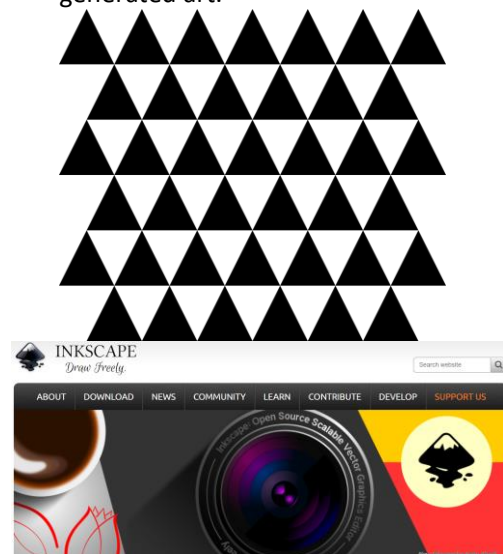 generated art.
INKSCAPE
Draw Freely.
Search website
ABOUT DOWNLOAD NEWS COMMUNITY LEARN CONTRIBUTE DEVELOP SUPPORT US
Inkscape: Open Source Scalable Vector Graphics Editor